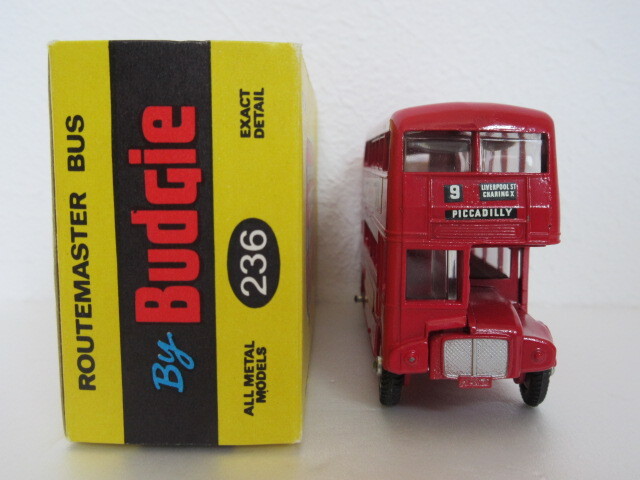 ROUTEMASTER BUS
By Budgie
236
EXACT
DETAIL
ALL METAL
MODELS
9
LIVERPOOL ST
CHARING X
PICCADILLY